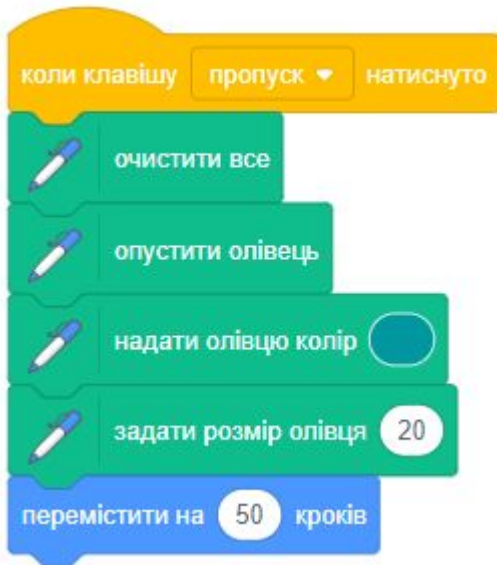 коли клавішу пропуск натиснуто
очистити все
опустити олівець
надати олівцю колір
задати розмір олівця 20
перемістити на 50 кроків